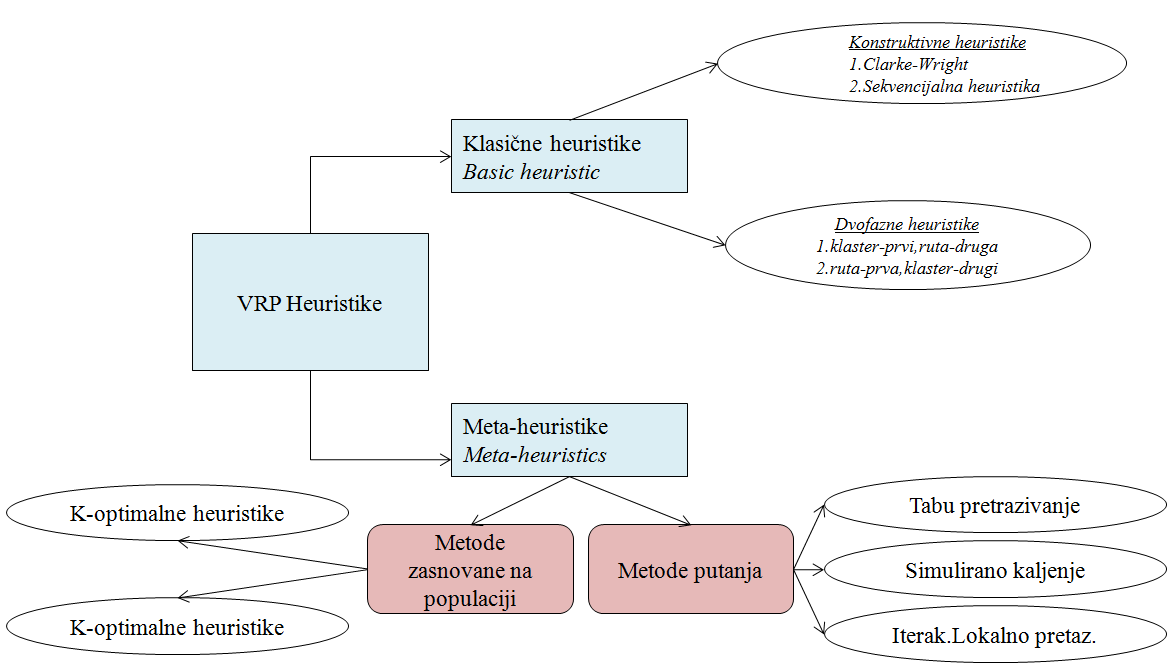 Konstruktivne heuristike
1.Clarke-Wright
2.Sekvencijalna heuristika
Klasične heuristike
Basic heuristic
Dvofazne heuristike
1.klaster-prvi,ruta-druga
2.ruta-prva,klaster-drugi
VRP Heuristike
Meta-heuristike
Meta-heuristics
K-optimalne heuristike
K-optimalne heuristike
Metode
zasnovane na
populaciji
Metode putanja
Tabu pretrazivanje
Simulirano kaljenje
Iterak.Lokalno pretaz.